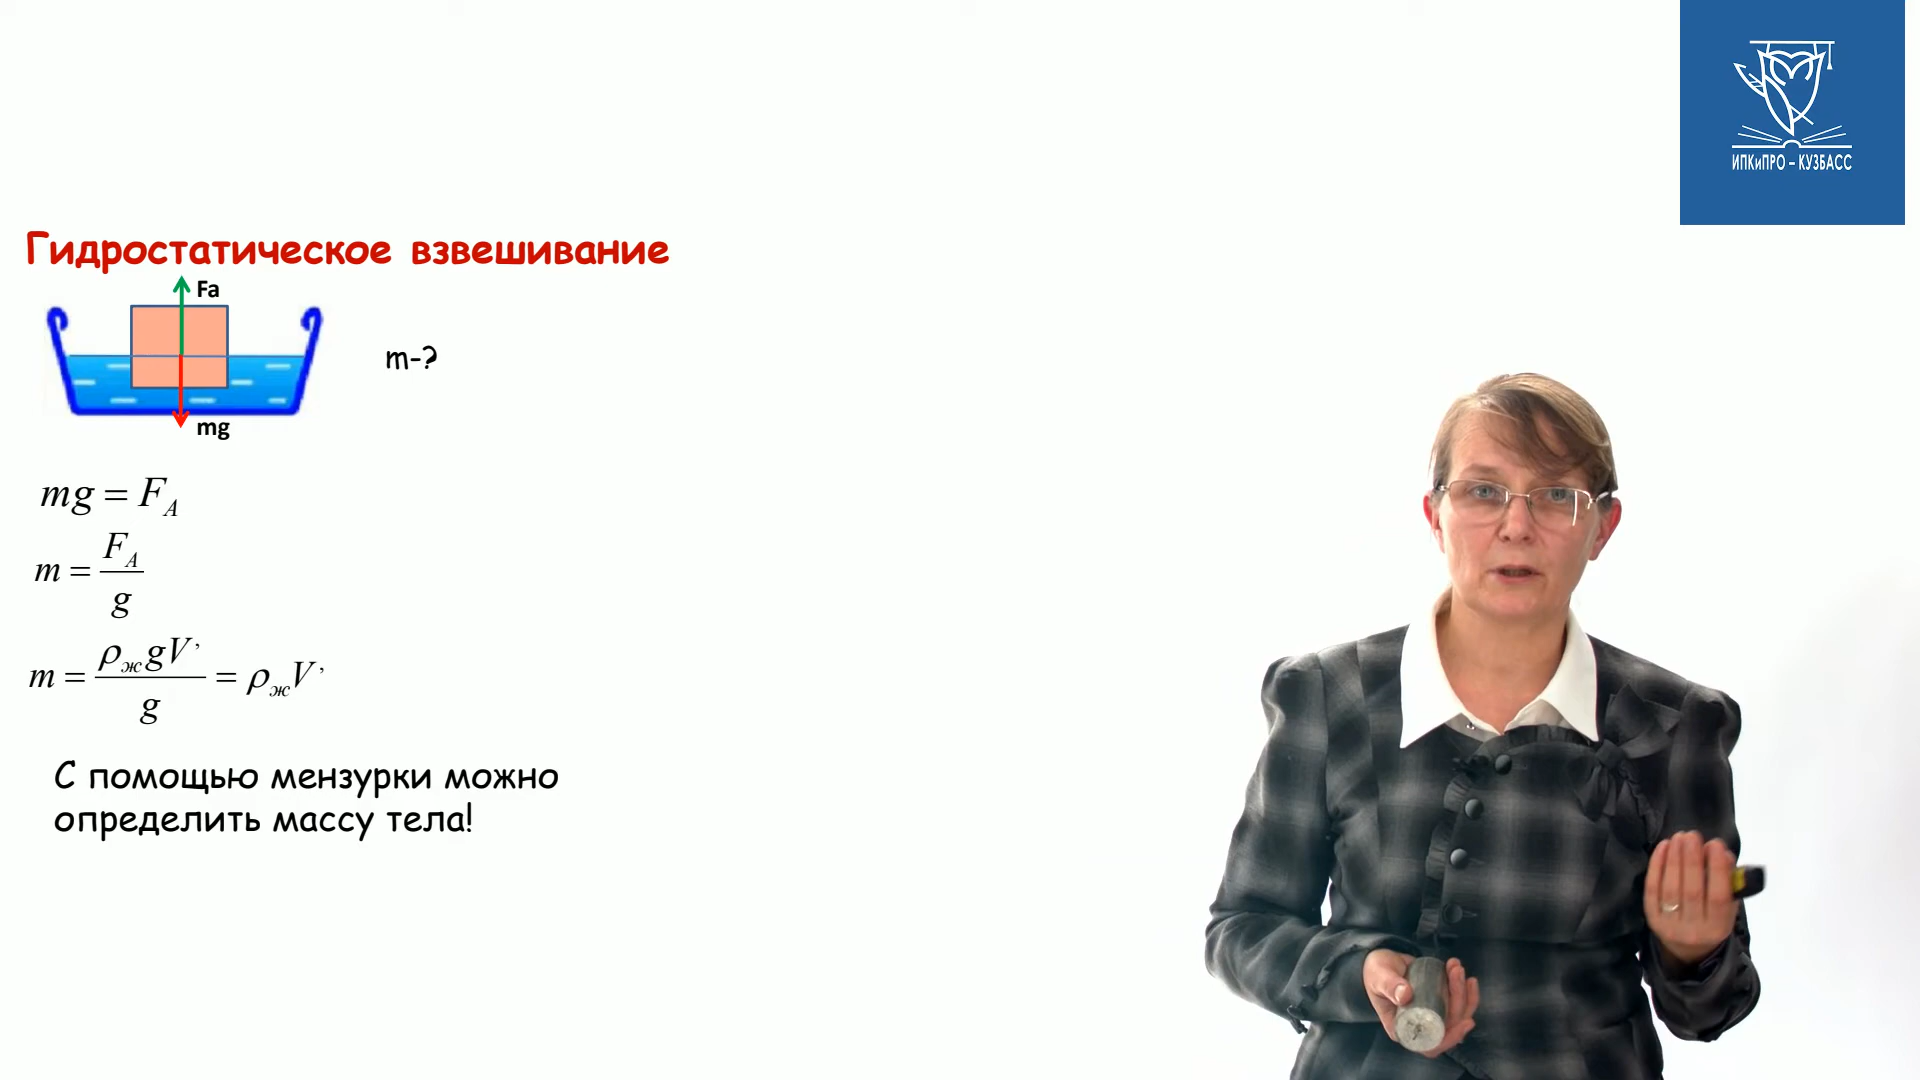 ИПКиПРО – КУЗБАСС
Гидростатическое взвешивание
Fa
m-?
mg
mg = F_A
m = F_A / g
m = ρ_ж g V' / g = ρ_ж V'
С помощью мензурки можно
определить массу тела!